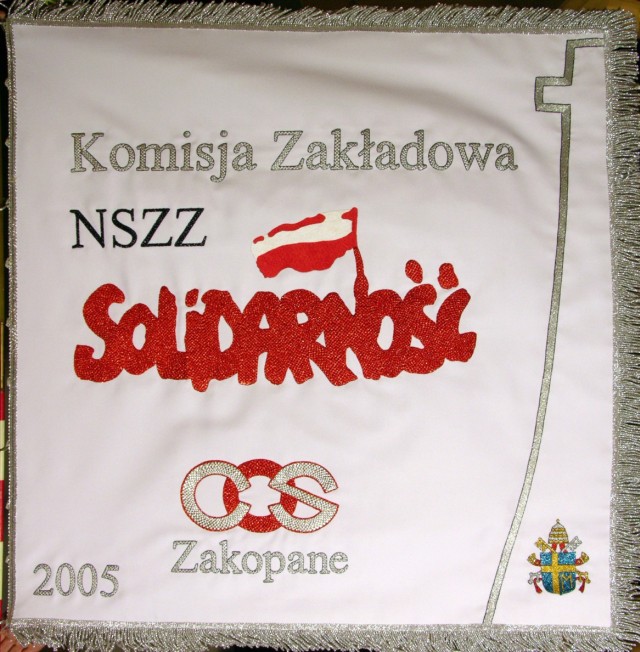 Komisja Zakładowa
NSZZ
SOLIDARNOŚĆ
COS
Zakopane
2005